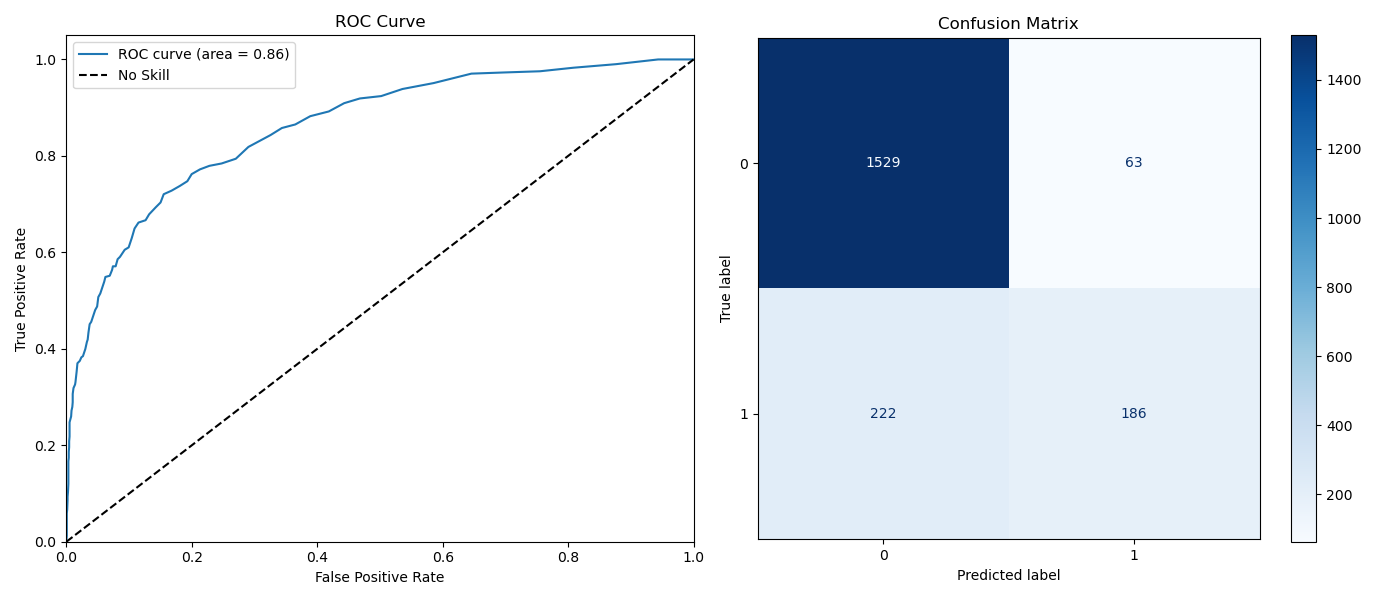 ROC Curve
ROC curve (area = 0.86)
No Skill
1.0
0.8
0.6
0.4
0.2
0.0
True Positive Rate
0.0 0.2 0.4 0.6 0.8 1.0
False Positive Rate
Confusion Matrix
True label
0
1529 63
1
222 186
0 1
Predicted label
1400
1200
1000
800
600
400
200